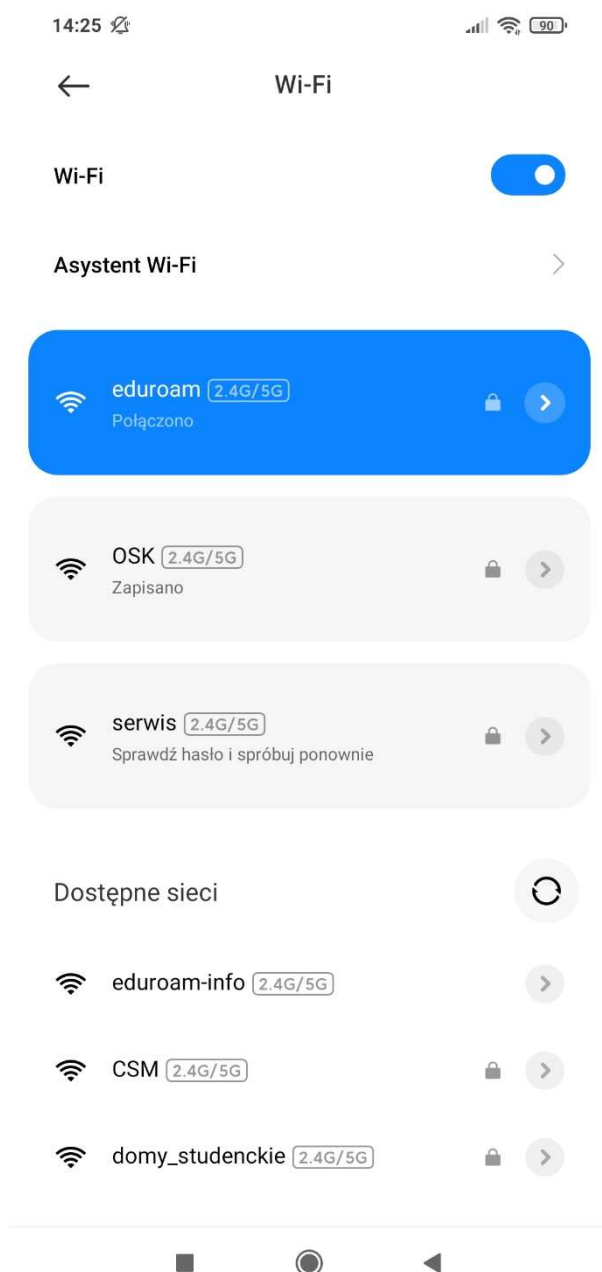 14:25 90
Wi-Fi
Wi-Fi
Asystent Wi-Fi
eduroam 2.4G/5G
Połączono
OSK 2.4G/5G
Zapisano
serwis 2.4G/5G
Sprawdź hasło i spróbuj ponownie
Dostępne sieci
eduroam-info 2.4G/5G
CSM 2.4G/5G
domy_studenckie 2.4G/5G